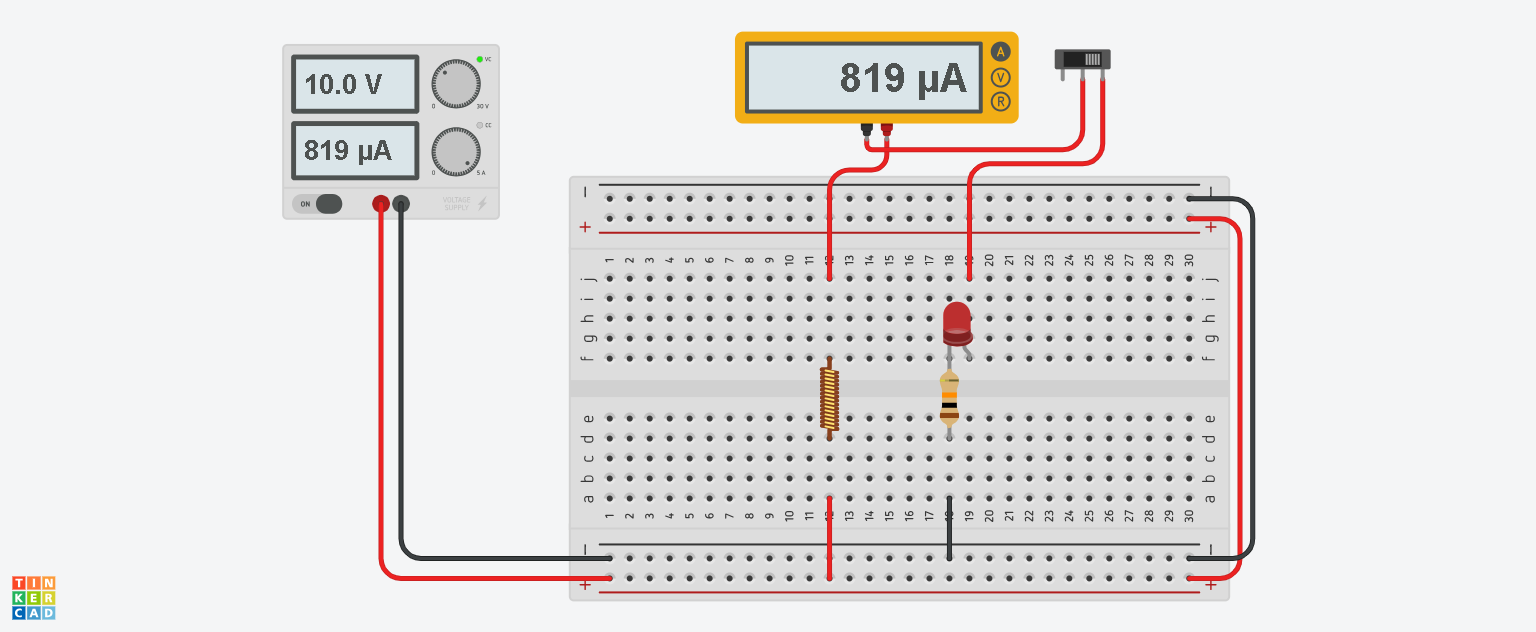 10.0 V
VC
0
30 V
819 µA
CC
0
5 A
ON
VOLTAGE
SUPPLY
819 µA
A
V
R
− −
+ +
1 2 3 4 5 6 7 8 9 10 11 12 13 14 15 16 17 18 19 20 21 22 23 24 25 26 27 28 29 30
j j
i i
h h
g g
f f
e e
d d
c c
b b
a a
1 2 3 4 5 6 7 8 9 10 11 12 13 14 15 16 17 18 19 20 21 22 23 24 25 26 27 28 29 30
− −
+ +
TIN
KER
CAD